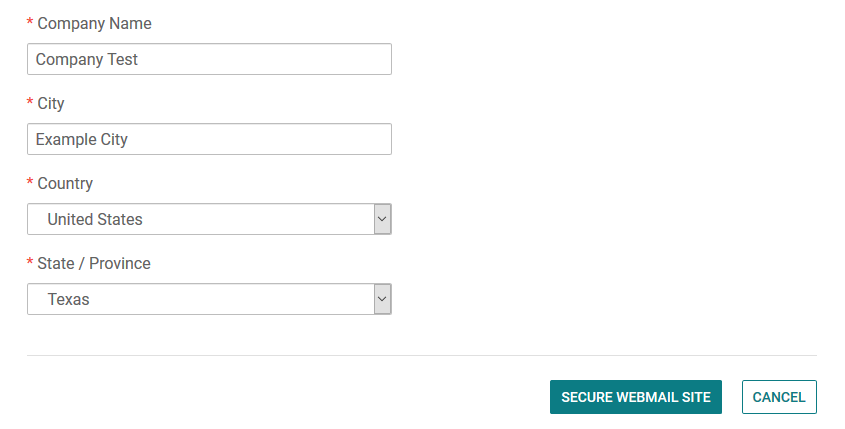 * Company Name
Company Test
* City
Example City
* Country
United States
* State / Province
Texas
SECURE WEBMAIL SITE CANCEL